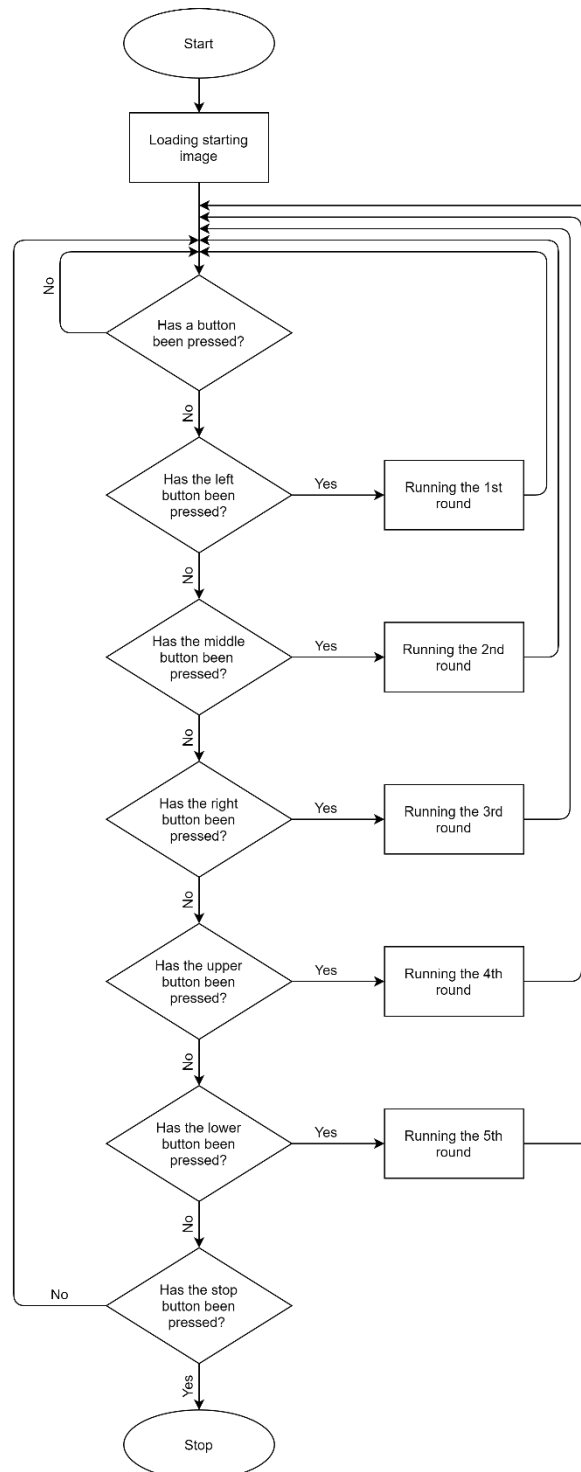 Start
Loading starting
image
No
Has a button
been pressed?
No
Has the left
button been
pressed?
Yes
Running the 1st
round
No
Has the middle
button been
pressed?
Yes
Running the 2nd
round
No
Has the right
button been
pressed?
Yes
Running the 3rd
round
No
Has the upper
button been
pressed?
Yes
Running the 4th
round
No
Has the lower
button been
pressed?
Yes
Running the 5th
round
No
No
Has the stop
button been
pressed?
Yes
Stop